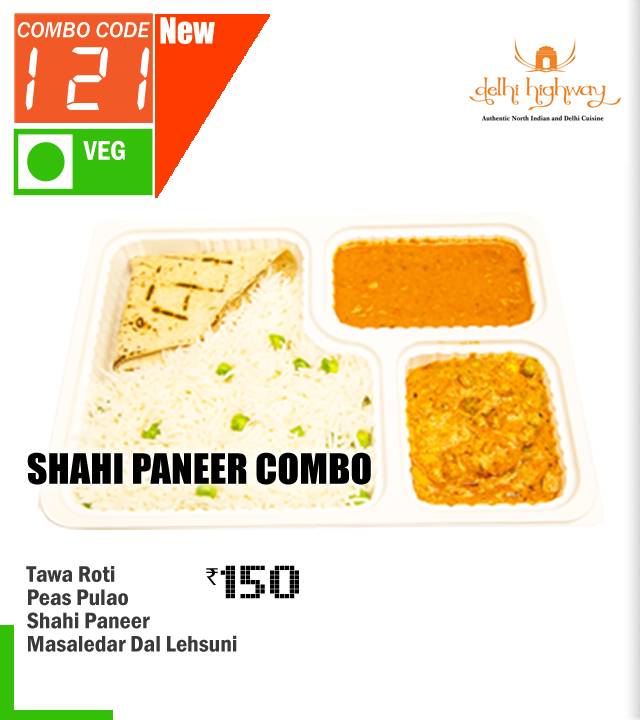 COMBO CODE
121
New
VEG
delhi highway
Authentic North Indian and Delhi Cuisine
SHAHI PANEER COMBO
Tawa Roti
₹150
Peas Pulao
Shahi Paneer
Masaledar Dal Lehsuni